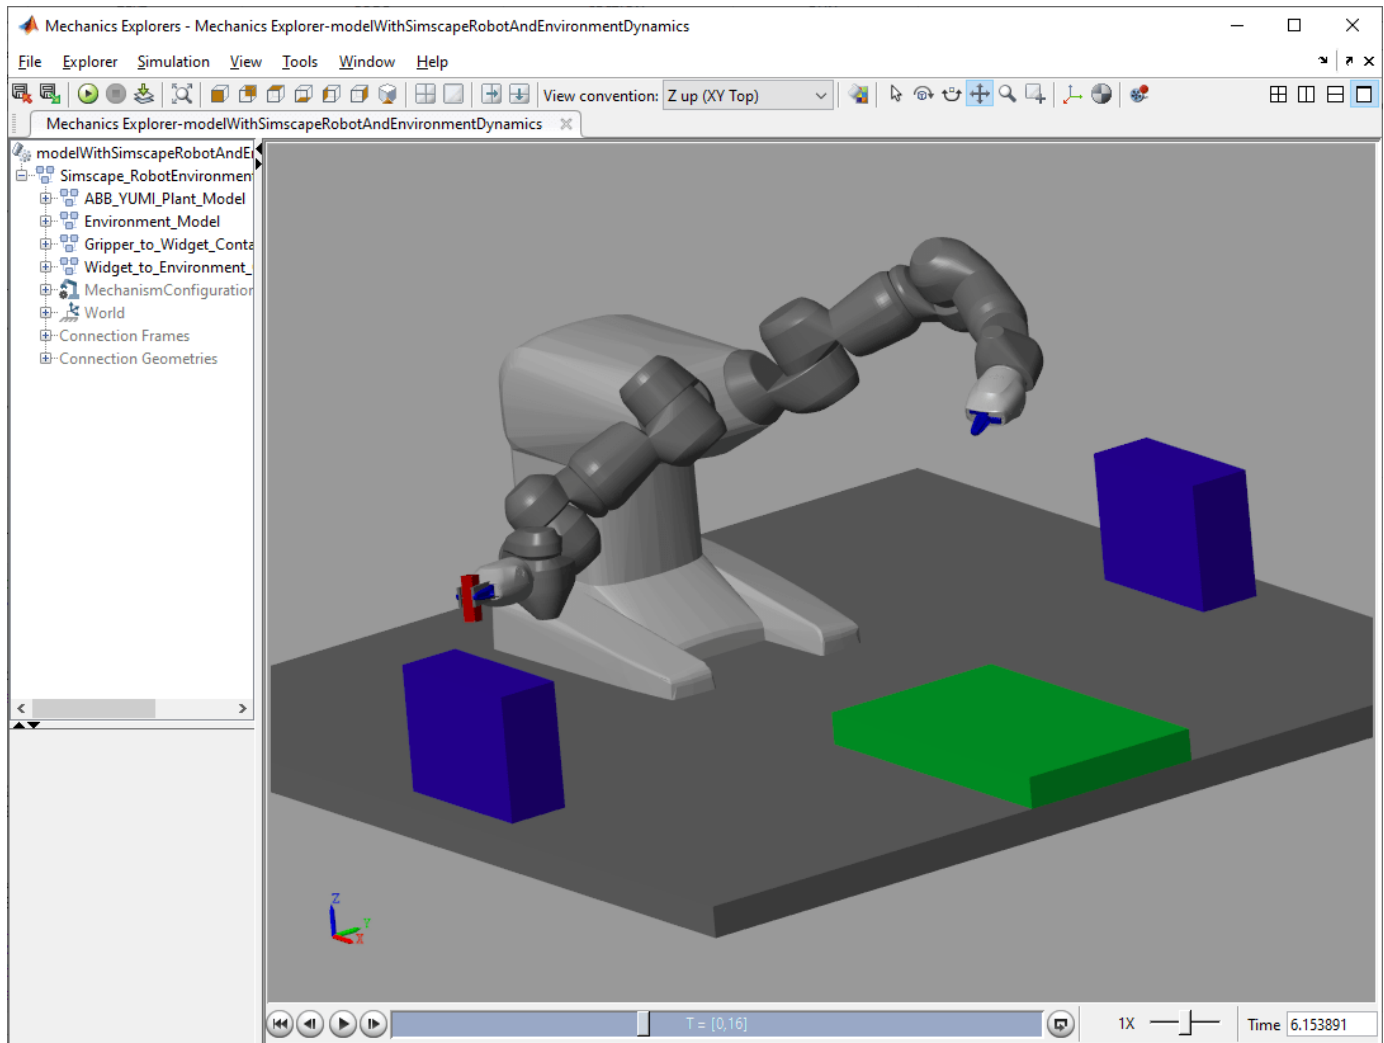 Mechanics Explorers - Mechanics Explorer-modelWithSimscapeRobotAndEnvironmentDynamics
File Explorer Simulation View Tools Window Help
View convention: Z up (XY Top)
Mechanics Explorer-modelWithSimscapeRobotAndEnvironmentDynamics
modelWithSimscapeRobotAndE
Simscape_RobotEnvironment
ABB_YUMI_Plant_Model
Environment_Model
Gripper_to_Widget_Conta
Widget_to_Environment_
MechanismConfiguration
World
Connection Frames
Connection Geometries
Z
Y
X
T = [0,16]
1X
Time 6.153891